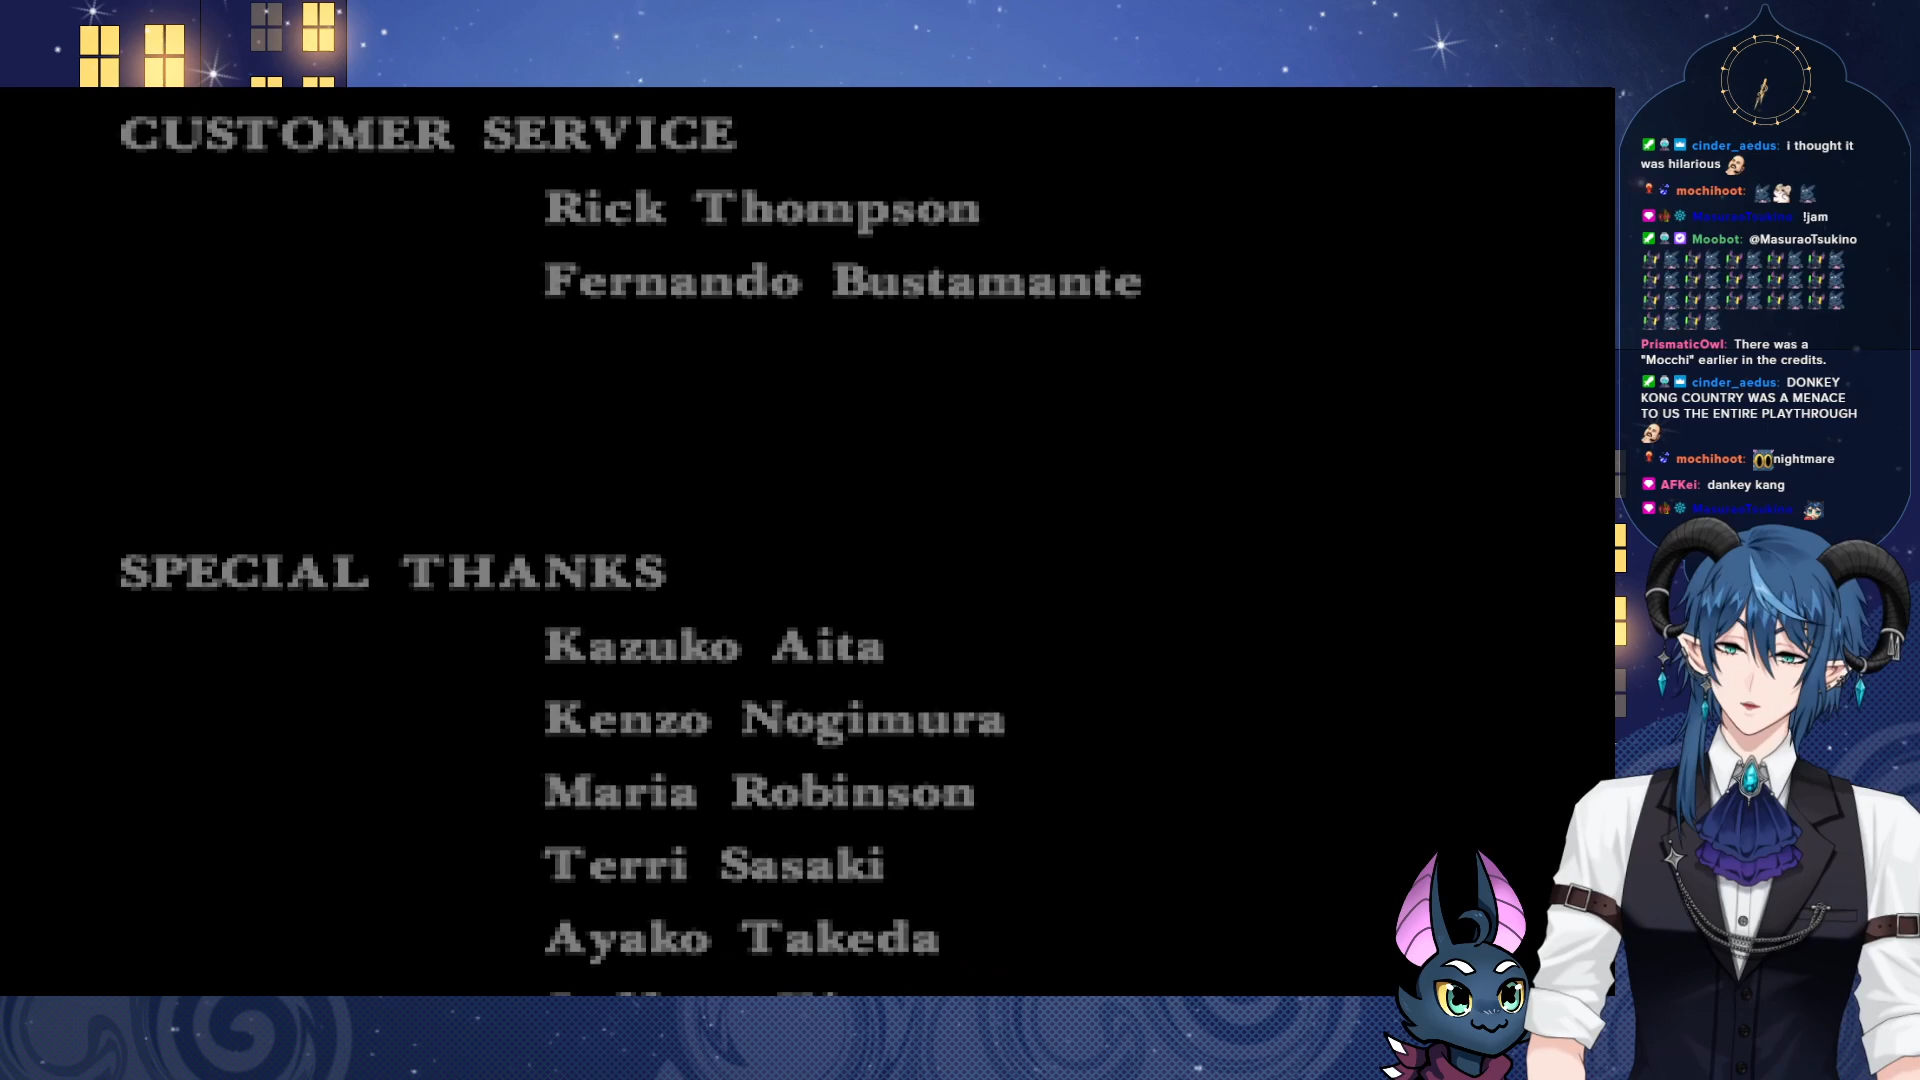 CUSTOMER SERVICE
Rick Thompson
Fernando Bustamante
SPECIAL THANKS
Kazuko Aita
Kenzo Nogimura
Maria Robinson
Terri Sasaki
Ayako Takeda
cinder_aedus: i thought it
was hilarious
mochihoot:
MasuraoTsukino !jam
Moobot: @MasuraoTsukino
PrismaticOwl: There was a
"Mocchi" earlier in the credits.
cinder_aedus: DONKEY
KONG COUNTRY WAS A MENACE
TO US THE ENTIRE PLAYTHROUGH
mochihoot: nightmare
AFKei: dankey kang
MasuraoTsukino